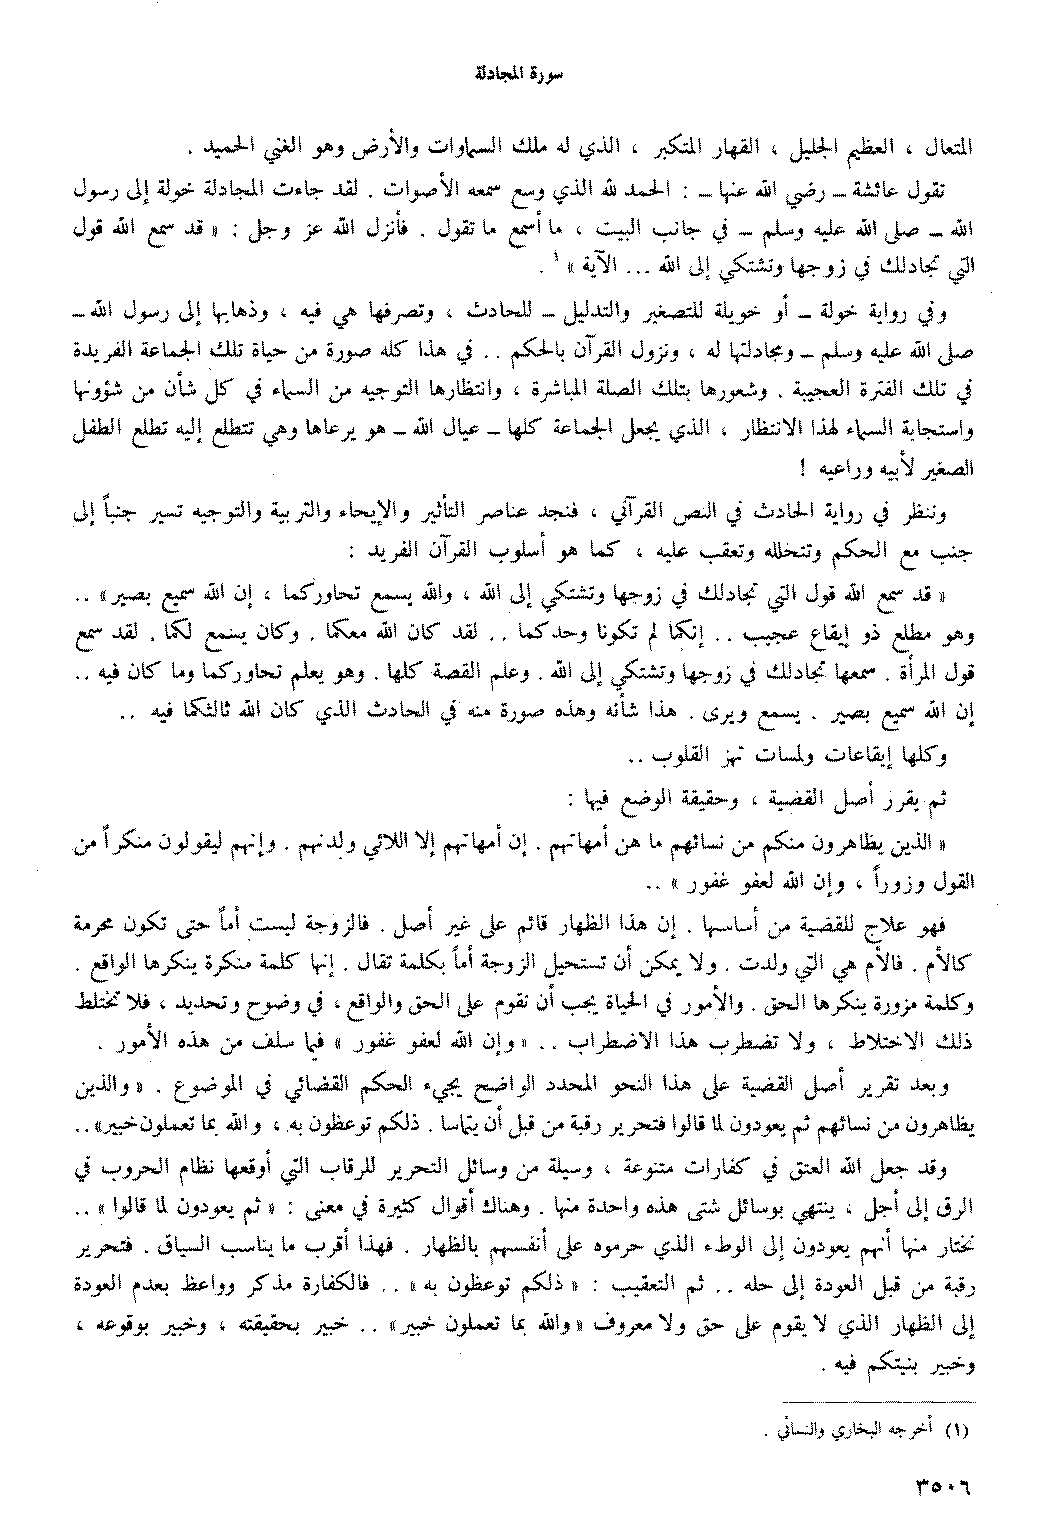 سورة المجادلة
المتعال ، العظيم الجليل ، القهار المتكبر ، الذي له ملك السماوات والأرض وهو الغني الحميد .
تقول عائشة ــ رضي الله عنها ــ : الحمد لله الذي وسع سمعه الأصوات . لقد جاءت المجادلة خولة إلى رسول
الله ــ صلى الله عليه وسلم ــ في جانب البيت ، ما أسمع ما تقول . فأنزل الله عز وجل : « قد سمع الله قول
التي تجادلك في زوجها وتشتكي إلى الله ... الآية » ١ .
وفي رواية خولة ــ أو خويلة للتصغير والتدليل ــ للحادث ، وتصرفها هي فيه ، وذهابها إلى رسول الله ــ
صلى الله عليه وسلم ــ ومجادلتها له ، ونزول القرآن بالحكم .. في هذا كله صورة من حياة تلك الجماعة الفريدة
في تلك الفترة العجيبة . وشعورها بتلك الصلة المباشرة ، وانتظارها التوجيه من السماء في كل شأن من شؤونها
واستجابة السماء لهذا الانتظار ، الذي يجعل الجماعة كلها ــ عيال الله ــ هو يرعاها وهي تتطلع إليه تطلع الطفل
الصغير لأبيه وراعيه !
وننظر في رواية الحادث في النص القرآني ، فنجد عناصر التأثير والإيحاء والتربية والتوجيه تسير جنباً إلى
جنب مع الحكم وتتخلله وتعقب عليه ، كما هو أسلوب القرآن الفريد :
« قد سمع الله قول التي تجادلك في زوجها وتشتكي إلى الله ، والله يسمع تحاوركما ، إن الله سميع بصير» ..
وهو مطلع ذو إيقاع عجيب .. إنكما لم تكونا وحدكما .. لقد كان الله معكما . وكان يسمع لكما . لقد سمع
قول المرأة . سمعها تجادلك في زوجها وتشتكي إلى الله . وعلم القصة كلها . وهو يعلم تحاوركما وما كان فيه ..
إن الله سميع بصير . يسمع ويرى . هذا شأنه وهذه صورة منه في الحادث الذي كان الله ثالثكما فيه ..
وكلها إيقاعات ولمسات تهز القلوب ..
ثم يقرر أصل القضية ، وحقيقة الوضع فيها :
« الذين يظاهرون منكم من نسائهم ما هن أمهاتهم . إن أمهاتهم إلا اللائي ولدنهم . وإنهم ليقولون منكراً من
القول وزوراً ، وإن الله لعفو غفور » ..
فهو علاج للقضية من أساسها . إن هذا الظهار قائم على غير أصل . فالزوجة ليست أماً حتى تكون محرمة
كالأم . فالأم هي التي ولدت . ولا يمكن أن تستحيل الزوجة أماً بكلمة تقال . إنها كلمة منكرة ينكرها الواقع .
وكلمة مزورة ينكرها الحق . والأمور في الحياة يجب أن تقوم على الحق والواقع ، في وضوح وتحديد ، فلا تختلط
ذلك الاختلاط ، ولا تضطرب هذا الاضطراب .. « وإن الله لعفو غفور » فيما سلف من هذه الأمور .
وبعد تقرير أصل القضية على هذا النحو المحدد الواضح يجيء الحكم القضائي في الموضوع . « والذين
يظاهرون من نسائهم ثم يعودون لما قالوا فتحرير رقبة من قبل أن يتماسا . ذلكم توعظون به ، والله بما تعملون خبير» ..
وقد جعل الله العتق في كفارات متنوعة ، وسيلة من وسائل التحرير للرقاب التي أوقعها نظام الحروب في
الرق إلى أجل ، ينتهي بوسائل شتى هذه واحدة منها . وهناك أقوال كثيرة في معنى : « ثم يعودون لما قالوا » ..
نختار منها أنهم يعودون إلى الوطء الذي حرموه على أنفسهم بالظهار . فهذا أقرب ما يناسب السياق . فتحرير
رقبة من قبل العودة إلى حله .. ثم التعقيب : « ذلكم توعظون به » .. فالكفارة مذكر وواعظ بعدم العودة
إلى الظهار الذي لا يقوم على حق ولا معروف «والله بما تعملون خبير» .. خبير بحقيقته ، وخبير بوقوعه ،
وخبير بنيتكم فيه .
(١) أخرجه البخاري والنسائي .
٣٥٠٦